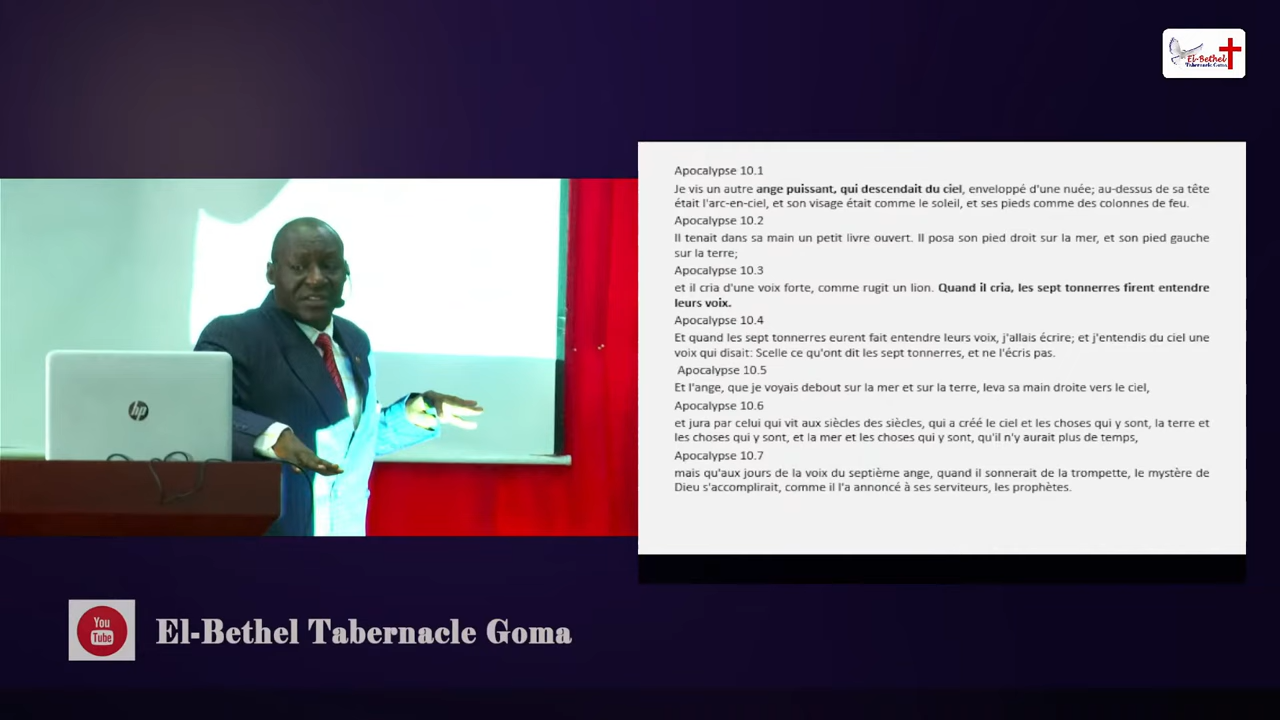 El-Bethel
Tabernacle Goma
Apocalypse 10.1
Je vis un autre ange puissant, qui descendait du ciel, enveloppé d'une nuée; au-dessus de sa tête
était l'arc-en-ciel, et son visage était comme le soleil, et ses pieds comme des colonnes de feu.
Apocalypse 10.2
Il tenait dans sa main un petit livre ouvert. Il posa son pied droit sur la mer, et son pied gauche
sur la terre;
Apocalypse 10.3
et il cria d'une voix forte, comme rugit un lion. Quand il cria, les sept tonnerres firent entendre
leurs voix.
Apocalypse 10.4
Et quand les sept tonnerres eurent fait entendre leurs voix, j'allais écrire; et j'entendis du ciel une
voix qui disait: Scelle ce qu'ont dit les sept tonnerres, et ne l'écris pas.
Apocalypse 10.5
Et l'ange, que je voyais debout sur la mer et sur la terre, leva sa main droite vers le ciel,
Apocalypse 10.6
et jura par celui qui vit aux siècles des siècles, qui a créé le ciel et les choses qui y sont, la terre et
les choses qui y sont, et la mer et les choses qui y sont, qu'il n'y aurait plus de temps,
Apocalypse 10.7
mais qu'aux jours de la voix du septième ange, quand il sonnerait de la trompette, le mystère de
Dieu s'accomplirait, comme il l'a annoncé à ses serviteurs, les prophètes.
hp
You
Tube
El-Bethel Tabernacle Goma